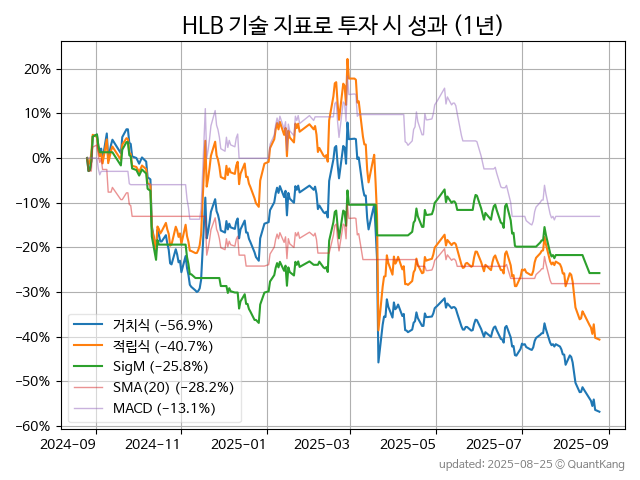 HLB 기술 지표로 투자 시 성과 (1년)
20%
10%
0%
−10%
−20%
−30%
−40%
−50%
−60%
거치식 (−56.9%)
적립식 (−40.7%)
SigM (−25.8%)
SMA(20) (−28.2%)
MACD (−13.1%)
2024-09
2024-11
2025-01
2025-03
2025-05
2025-07
2025-09
updated: 2025-08-25 © QuantKang